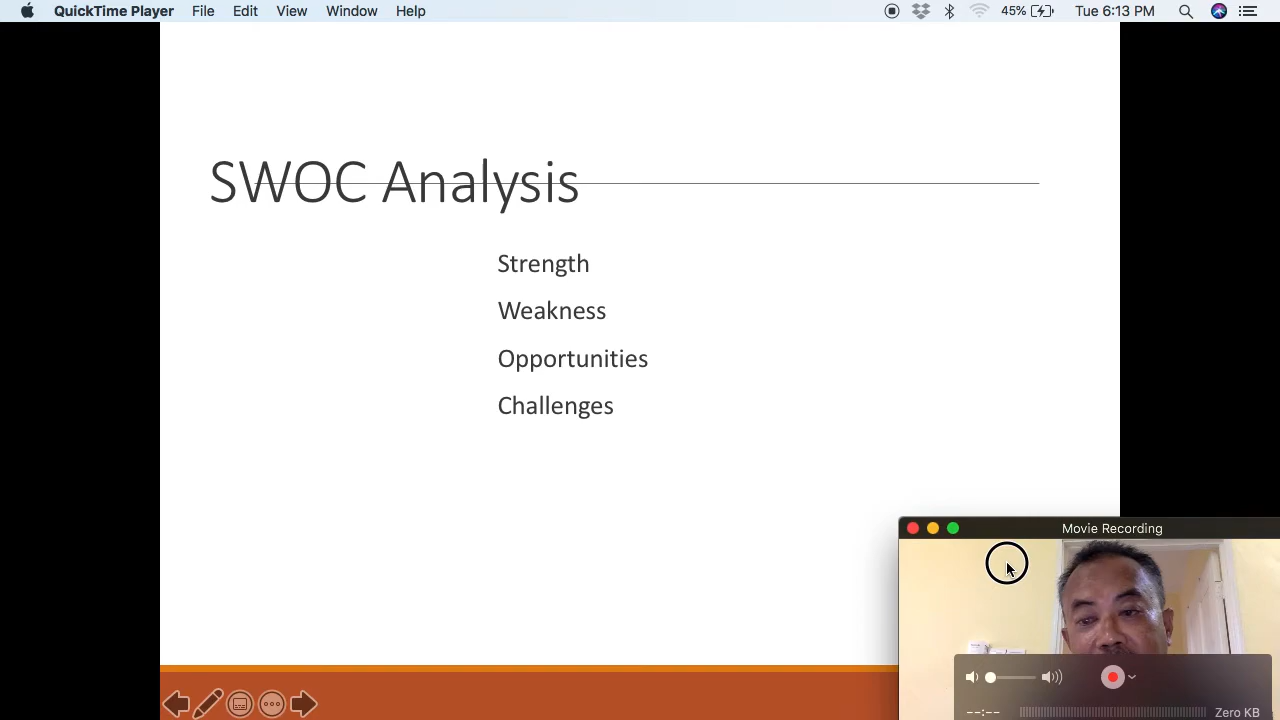 QuickTime Player File Edit View Window Help 45% Tue 6:13 PM
SWOC Analysis
Strength
Weakness
Opportunities
Challenges
Movie Recording
--:-- Zero KB